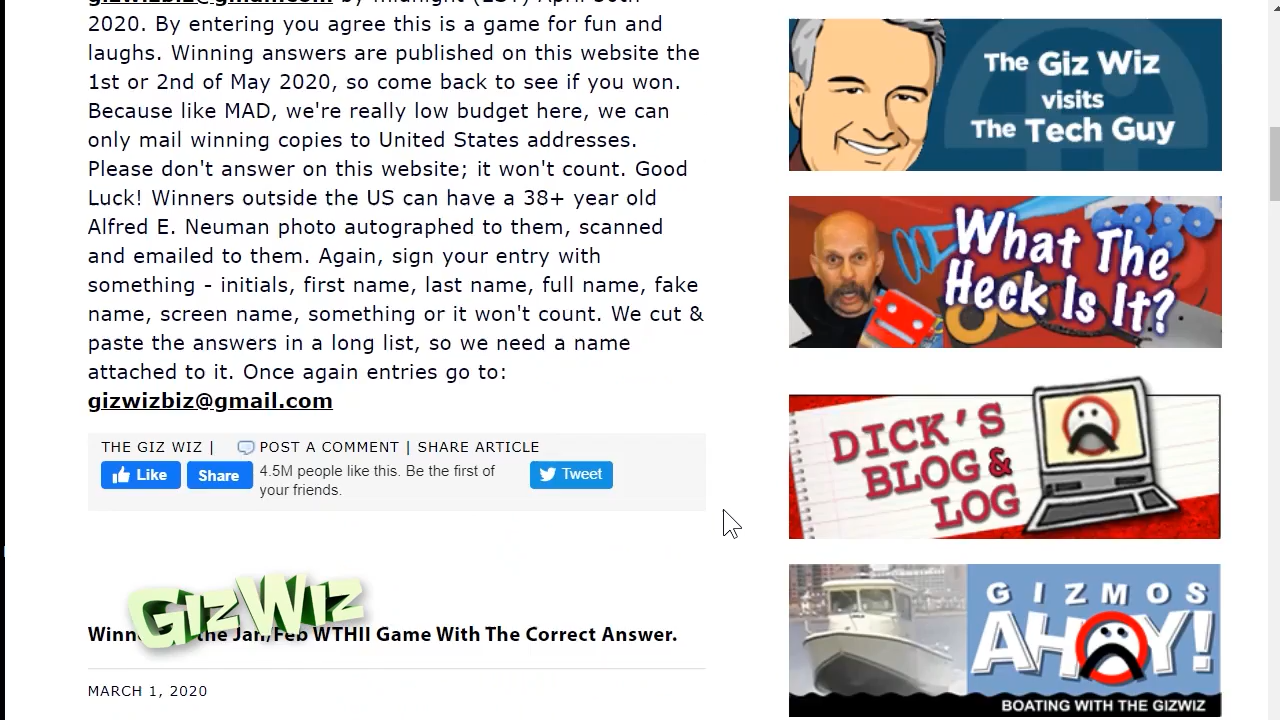 gizwizbiz@gmail.com by midnight (EST) April 30th
2020. By entering you agree this is a game for fun and
laughs. Winning answers are published on this website the
1st or 2nd of May 2020, so come back to see if you won.
Because like MAD, we're really low budget here, we can
only mail winning copies to United States addresses.
Please don't answer on this website; it won't count. Good
Luck! Winners outside the US can have a 38+ year old
Alfred E. Neuman photo autographed to them, scanned
and emailed to them. Again, sign your entry with
something - initials, first name, last name, full name, fake
name, screen name, something or it won't count. We cut &
paste the answers in a long list, so we need a name
attached to it. Once again entries go to:
gizwizbiz@gmail.com
THE GIZ WIZ | POST A COMMENT | SHARE ARTICLE
Like Share 4.5M people like this. Be the first of
your friends. Tweet
GizWiz
the Jan/Feb WTHII Game With The Correct Answer.
MARCH 1, 2020
The Giz Wiz
visits
The Tech Guy
What The
Heck Is It?
DICK'S
BLOG &
LOG
GIZMOS
AHOY!
BOATING WITH THE GIZWIZ